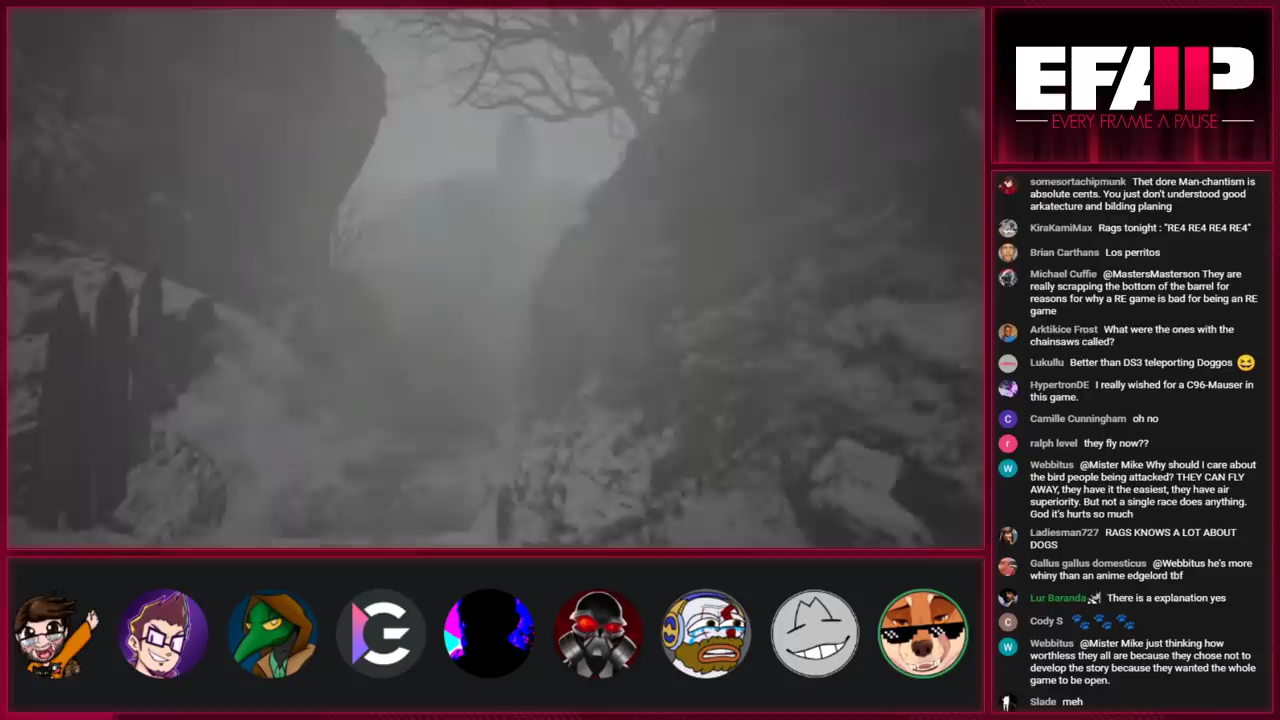 EFAP
EVERY FRAME A PAUSE
somesortachipmunk Thet dore Man-chantism is
absolute cents. You just don't understood good
arkatecture and bilding planing
KiraKamiMax Rags tonight : "RE4 RE4 RE4 RE4"
Brian Carthans Los perritos
Michael Cuffie @MastersMasterson They are
really scrapping the bottom of the barrel for
reasons for why a RE game is bad for being an RE
game
Arktikice Frost What were the ones with the
chainsaws called?
Lukullu Better than DS3 teleporting Doggos 😆
HypertronDE I really wished for a C96-Mauser in
this game.
C Camille Cunningham oh no
r ralph level they fly now??
W Webbitus @Mister Mike Why should I care about
the bird people being attacked? THEY CAN FLY
AWAY, they have it the easiest, they have air
superiority. But not a single race does anything.
God it's hurts so much
Ladiesman727 RAGS KNOWS A LOT ABOUT
DOGS
Gallus gallus domesticus @Webbitus he's more
whiny than an anime edgelord tbf
Lur Baranda There is a explanation yes
C Cody S 🐾 🐾 🐾
W Webbitus @Mister Mike just thinking how
worthless they all are because they chose not to
develop the story because they wanted the whole
game to be open.
Slade meh